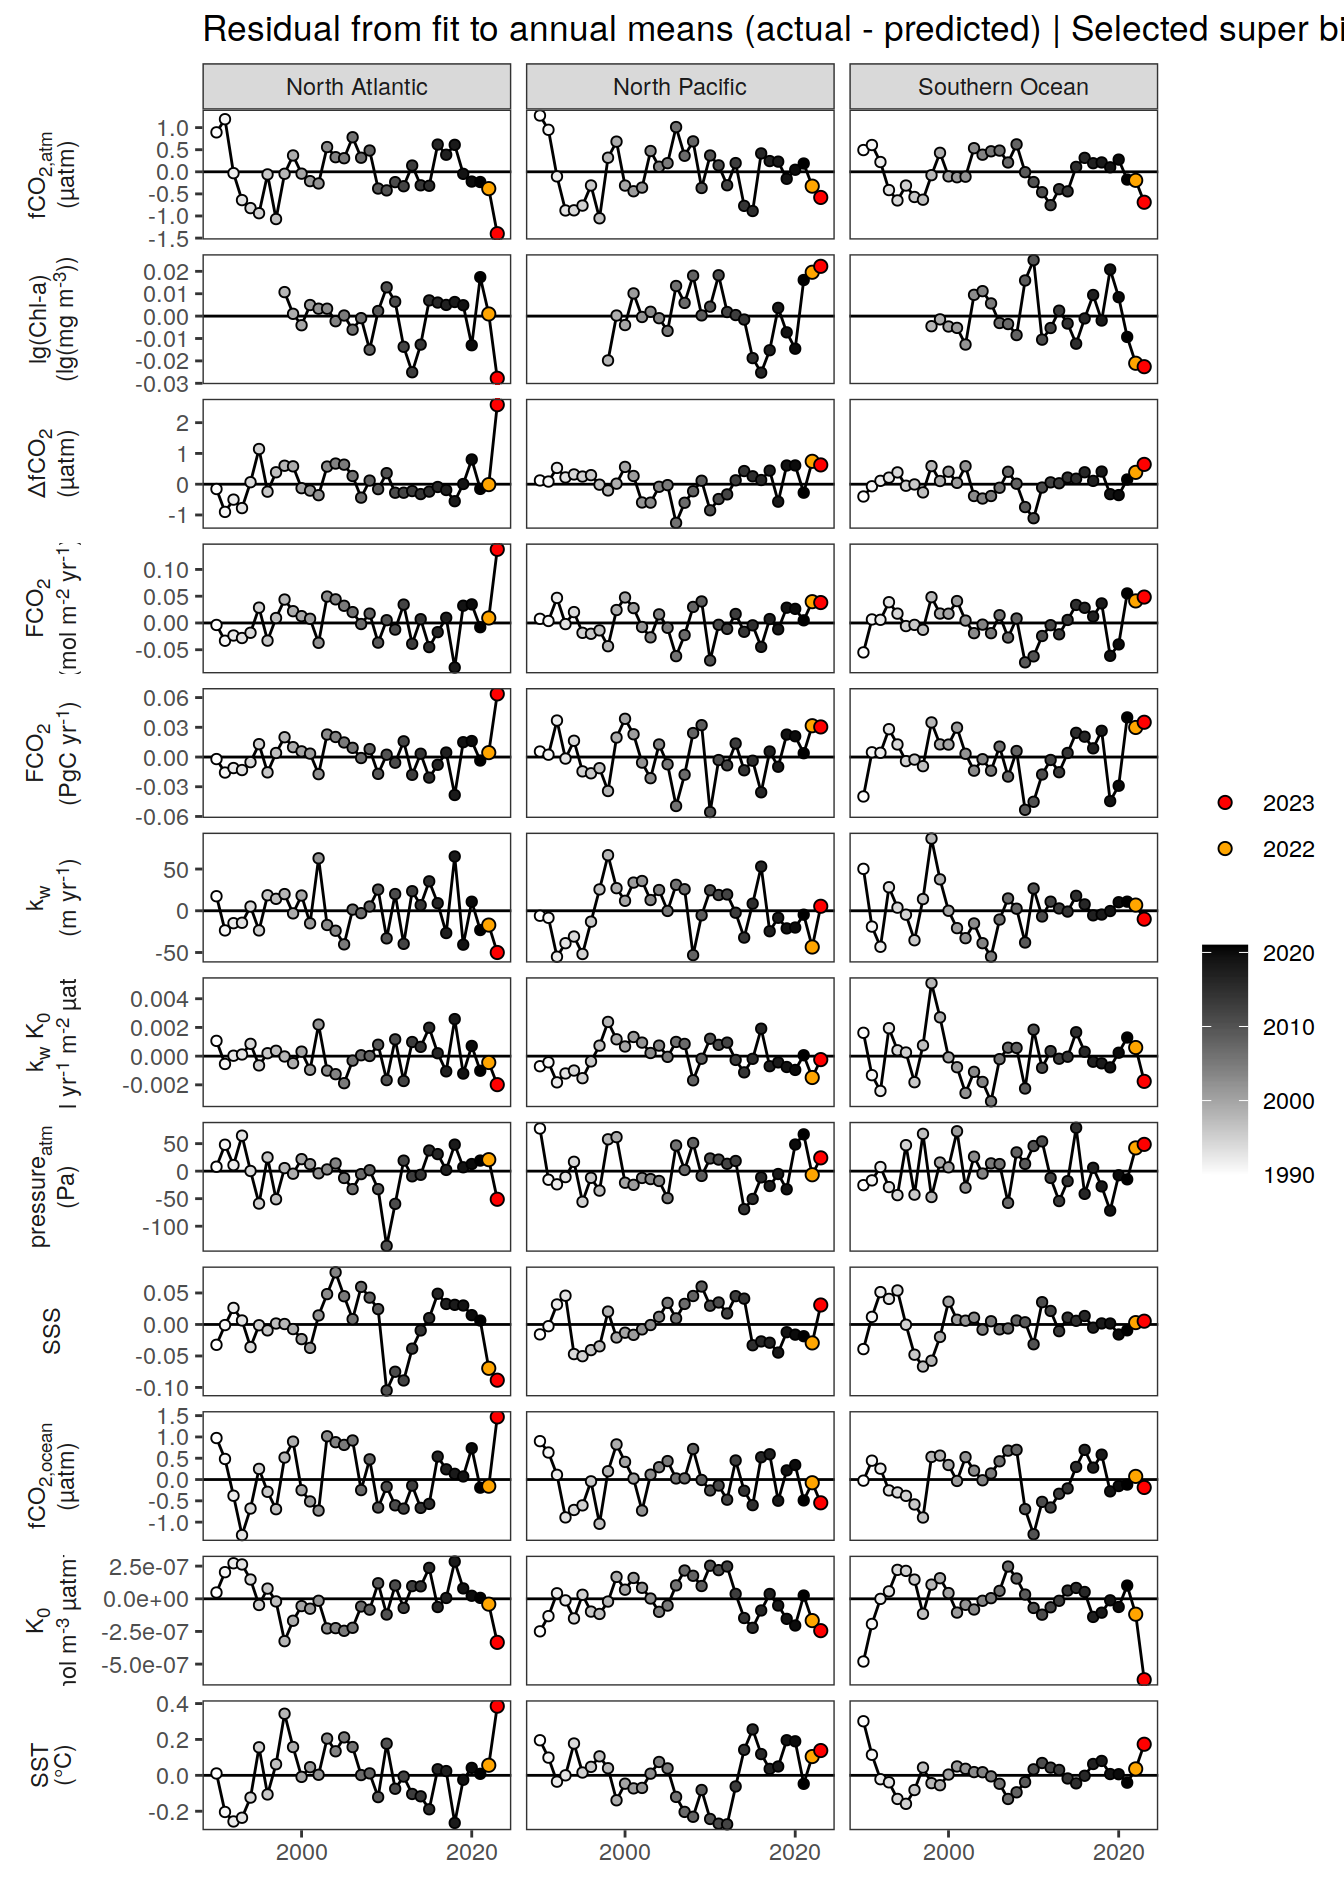 Residual from fit to annual means (actual - predicted) | Selected super bi
North Atlantic North Pacific Southern Ocean
fCO2,atm
(µatm)
1.0
0.5
0.0
-0.5
-1.0
-1.5
lg(Chl-a)
(lg(mg m-3))
0.02
0.01
0.00
-0.01
-0.02
-0.03
ΔfCO2
(µatm)
2
1
0
-1
FCO2
(mol m-2 yr-1)
0.10
0.05
0.00
-0.05
FCO2
(PgC yr-1)
0.06
0.03
0.00
-0.03
-0.06
kw
(m yr-1)
50
0
-50
kw K0
l yr-1 m-2 µat
0.004
0.002
0.000
-0.002
pressureatm
(Pa)
50
0
-50
-100
SSS
0.05
0.00
-0.05
-0.10
fCO2,ocean
(µatm)
1.5
1.0
0.5
0.0
-0.5
-1.0
K0
nol m-3 µatm-
2.5e-07
0.0e+00
-2.5e-07
-5.0e-07
SST
(°C)
0.4
0.2
0.0
-0.2
2000 2020 2000 2020 2000 2020
2023
2022
2020
2010
2000
1990